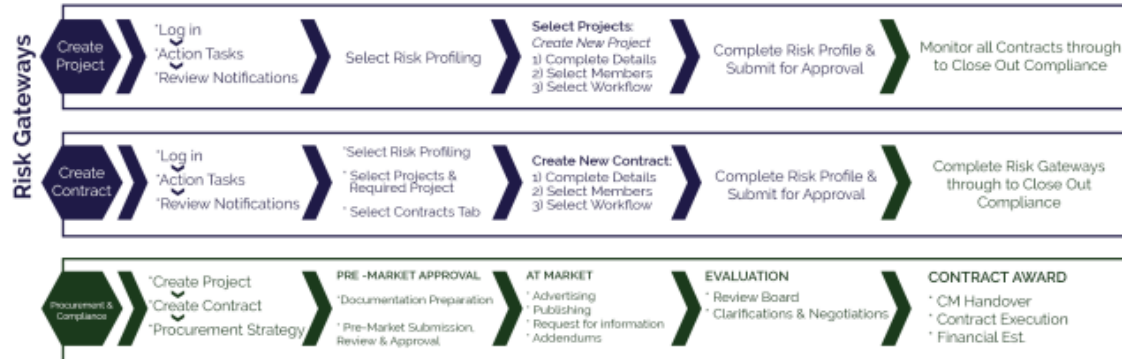 Risk Gateways
Create
Project
*Log in
*Action Tasks
*Review Notifications
Select Risk Profiling
Select Projects:
Create New Project
1) Complete Details
2) Select Members
3) Select Workflow
Complete Risk Profile &
Submit for Approval
Monitor all Contracts through
to Close Out Compliance
Create
Contract
*Log in
*Action Tasks
*Review Notifications
*Select Risk Profiling
* Select Projects &
Required Project
* Select Contracts Tab
Create New Contract:
1) Complete Details
2) Select Members
3) Select Workflow
Complete Risk Profile &
Submit for Approval
Complete Risk Gateways
through to Close Out
Compliance
Procurement &
Compliance
*Create Project
*Create Contract
*Procurement Strategy
PRE -MARKET APPROVAL
*Documentation Preparation
* Pre-Market Submission,
Review & Approval
AT MARKET
* Advertising
* Publishing
* Request for information
* Addendums
EVALUATION
* Review Board
* Clarifications & Negotiations
CONTRACT AWARD
* CM Handover
* Contract Execution
* Financial Est.